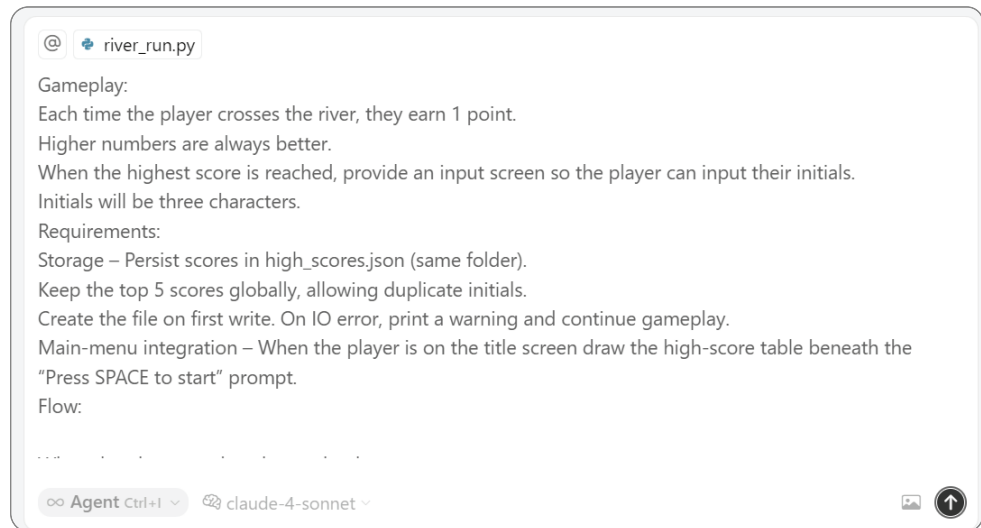 @ river_run.py
Gameplay:
Each time the player crosses the river, they earn 1 point.
Higher numbers are always better.
When the highest score is reached, provide an input screen so the player can input their initials.
Initials will be three characters.
Requirements:
Storage – Persist scores in high_scores.json (same folder).
Keep the top 5 scores globally, allowing duplicate initials.
Create the file on first write. On IO error, print a warning and continue gameplay.
Main-menu integration – When the player is on the title screen draw the high-score table beneath the
“Press SPACE to start” prompt.
Flow:
∞ Agent Ctrl+I claude-4-sonnet